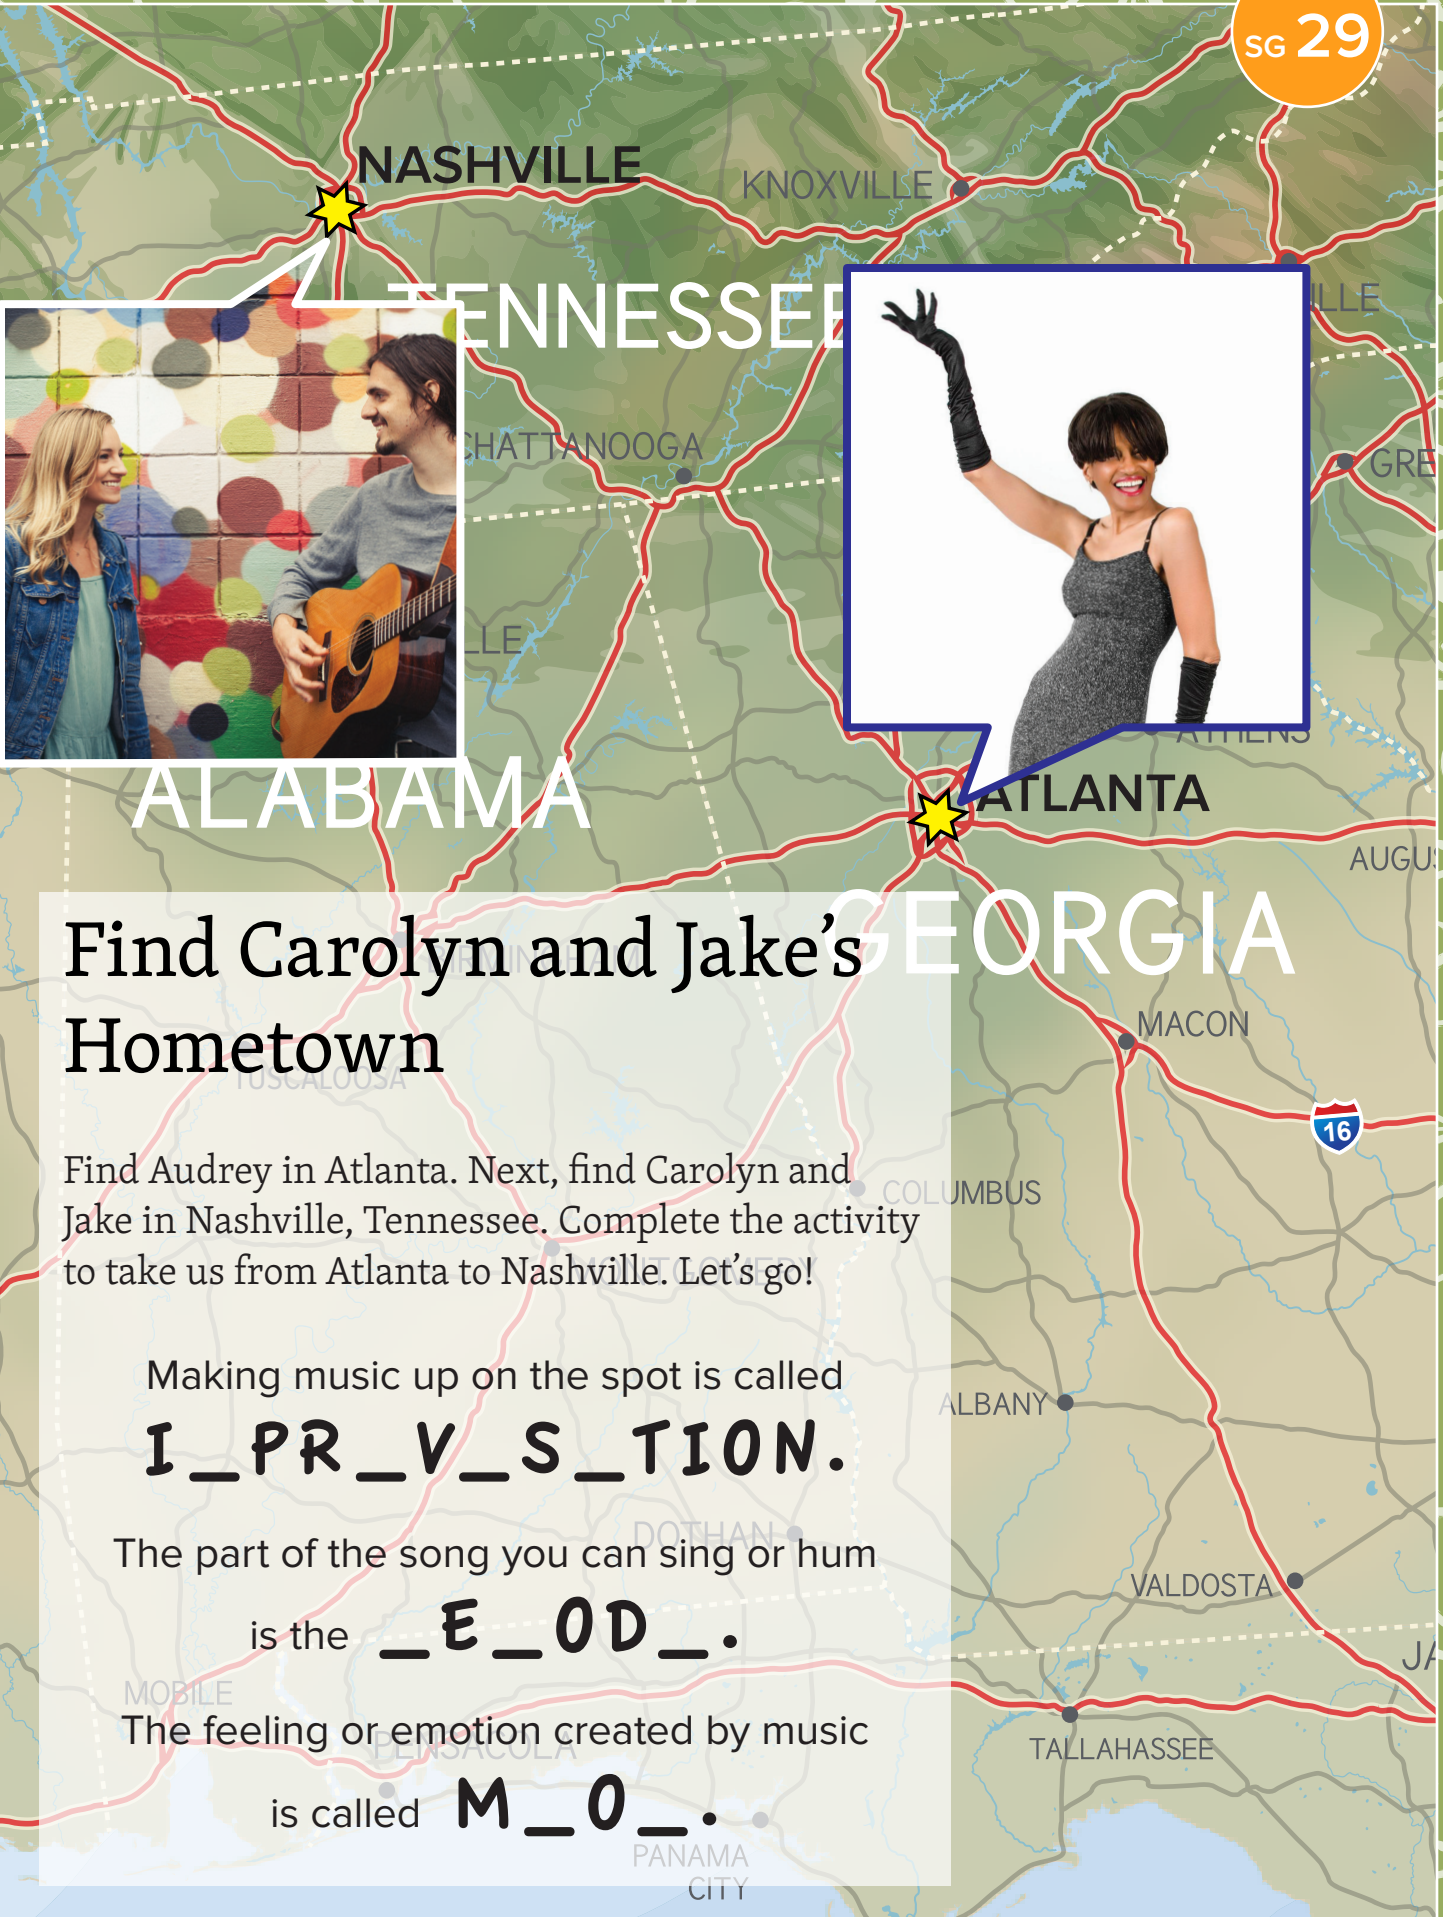 SG 29
NASHVILLE
KNOXVILLE
TENNESSEE
LLE
CHATTANOOGA
GRE
LLE
ATHENS
ALABAMA
ATLANTA
AUGUS
GEORGIA
Find Carolyn and Jake's
BIRMINGHAM
Hometown
MACON
TUSCALOOSA
16
Find Audrey in Atlanta. Next, find Carolyn and
COLUMBUS
Jake in Nashville, Tennessee. Complete the activity
to take us from Atlanta to Nashville. Let's go!
MONTGOMERY
Making music up on the spot is called
ALBANY
I_PR_V_S_TION.
DOTHAN
The part of the song you can sing or hum
VALDOSTA
is the _E_OD_.
JA
MOBILE
The feeling or emotion created by music
PENSACOLA
TALLAHASSEE
is called M_O_.
PANAMA
CITY